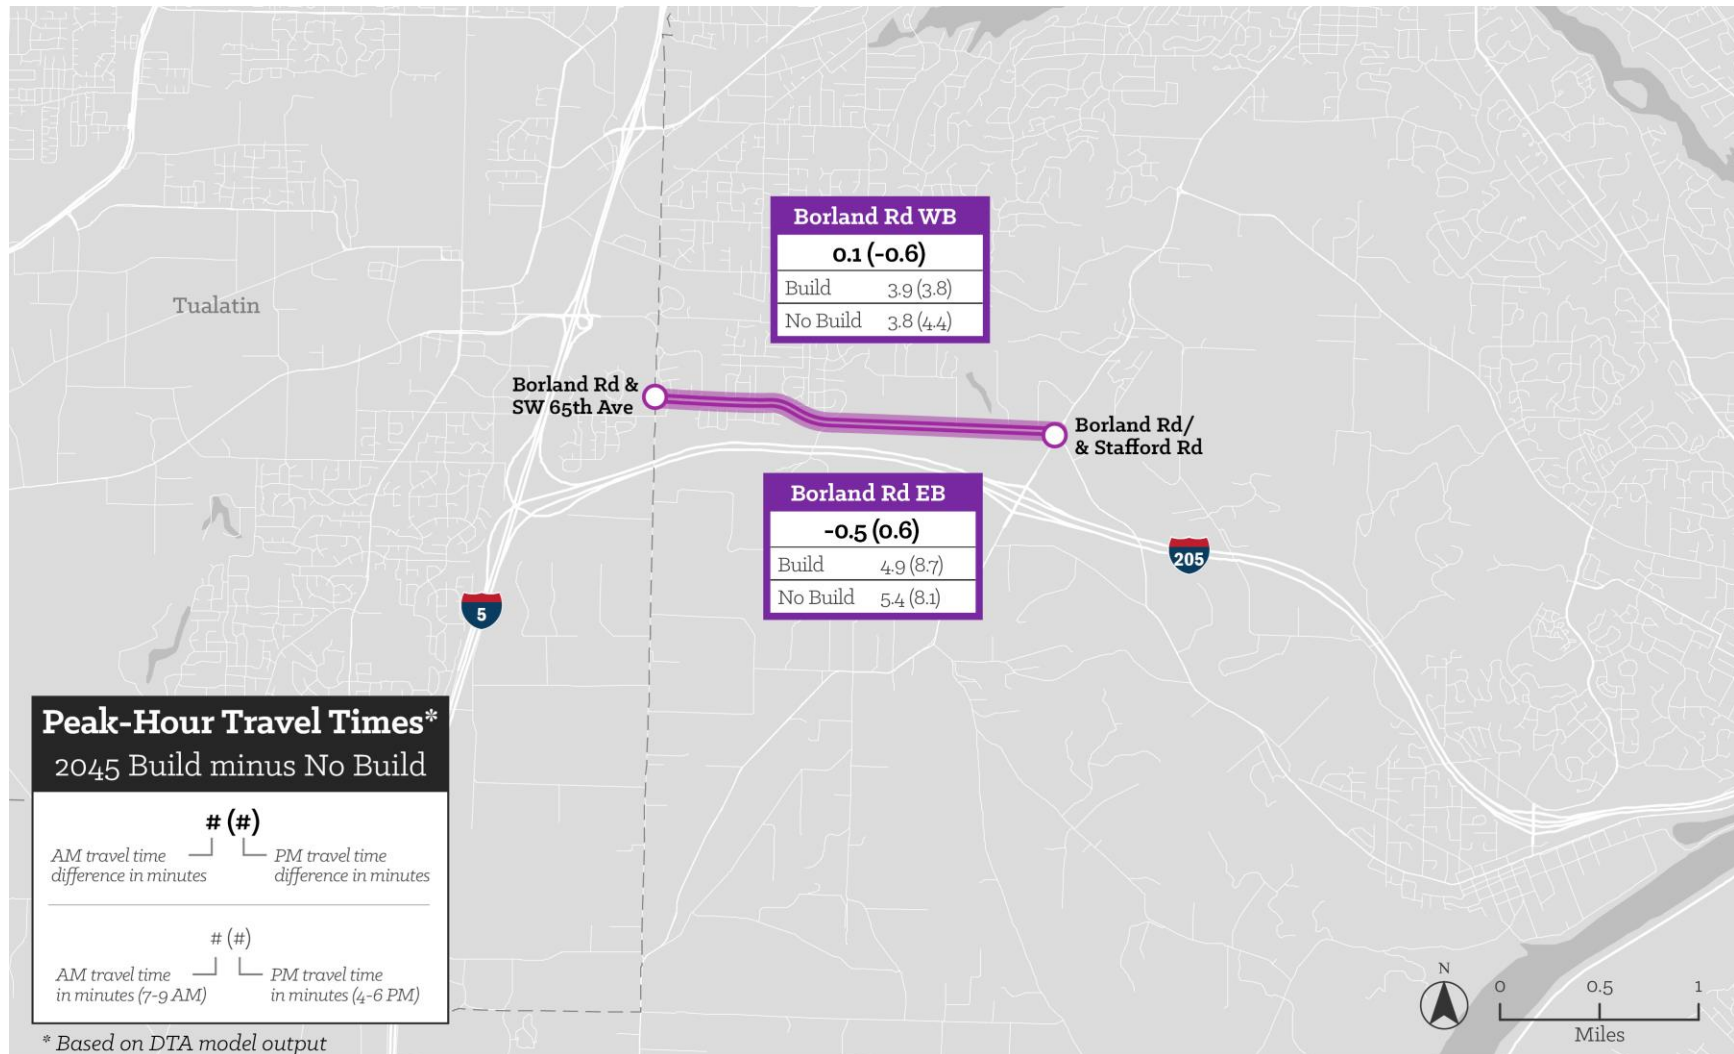 Tualatin
Borland Rd WB
0.1 (-0.6)
Build 3.9 (3.8)
No Build 3.8 (4.4)
Borland Rd &
SW 65th Ave
Borland Rd/
& Stafford Rd
Borland Rd EB
-0.5 (0.6)
Build 4.9 (8.7)
No Build 5.4 (8.1)
205
5
Peak-Hour Travel Times*
2045 Build minus No Build
# (#)
AM travel time
difference in minutes
PM travel time
difference in minutes
# (#)
AM travel time
in minutes (7-9 AM)
PM travel time
in minutes (4-6 PM)
* Based on DTA model output
N
0 0.5 1
Miles